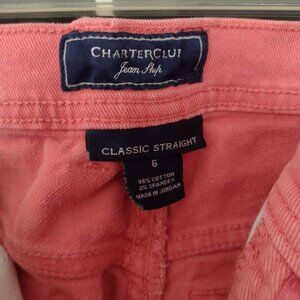 CHARTERCLUB
Jean Shop
CLASSIC STRAIGHT
6
98% COTTON
2% SPANDEX
MADE IN JORDAN